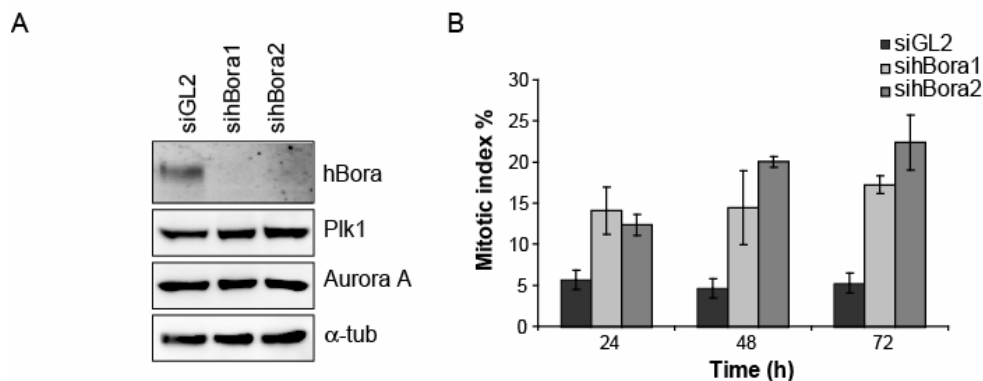 A
siGL2
sihBora1
sihBora2
hBora
Plk1
Aurora A
α-tub
B
siGL2
sihBora1
sihBora2
30
25
20
15
10
5
0
Mitotic index %
24 48 72
Time (h)